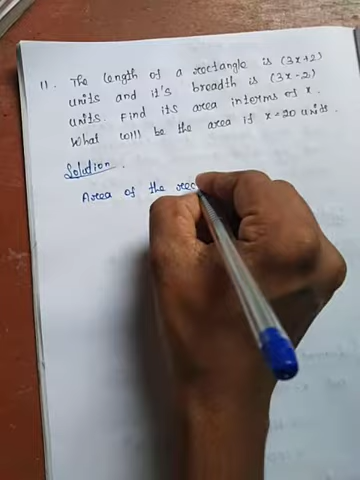 11. The length of a rectangle is (3x+2)
units and it's breadth is (3x-2)
units. Find its area interms of x.
What will be the area if x=20 units.
Solution.
Area of the rec